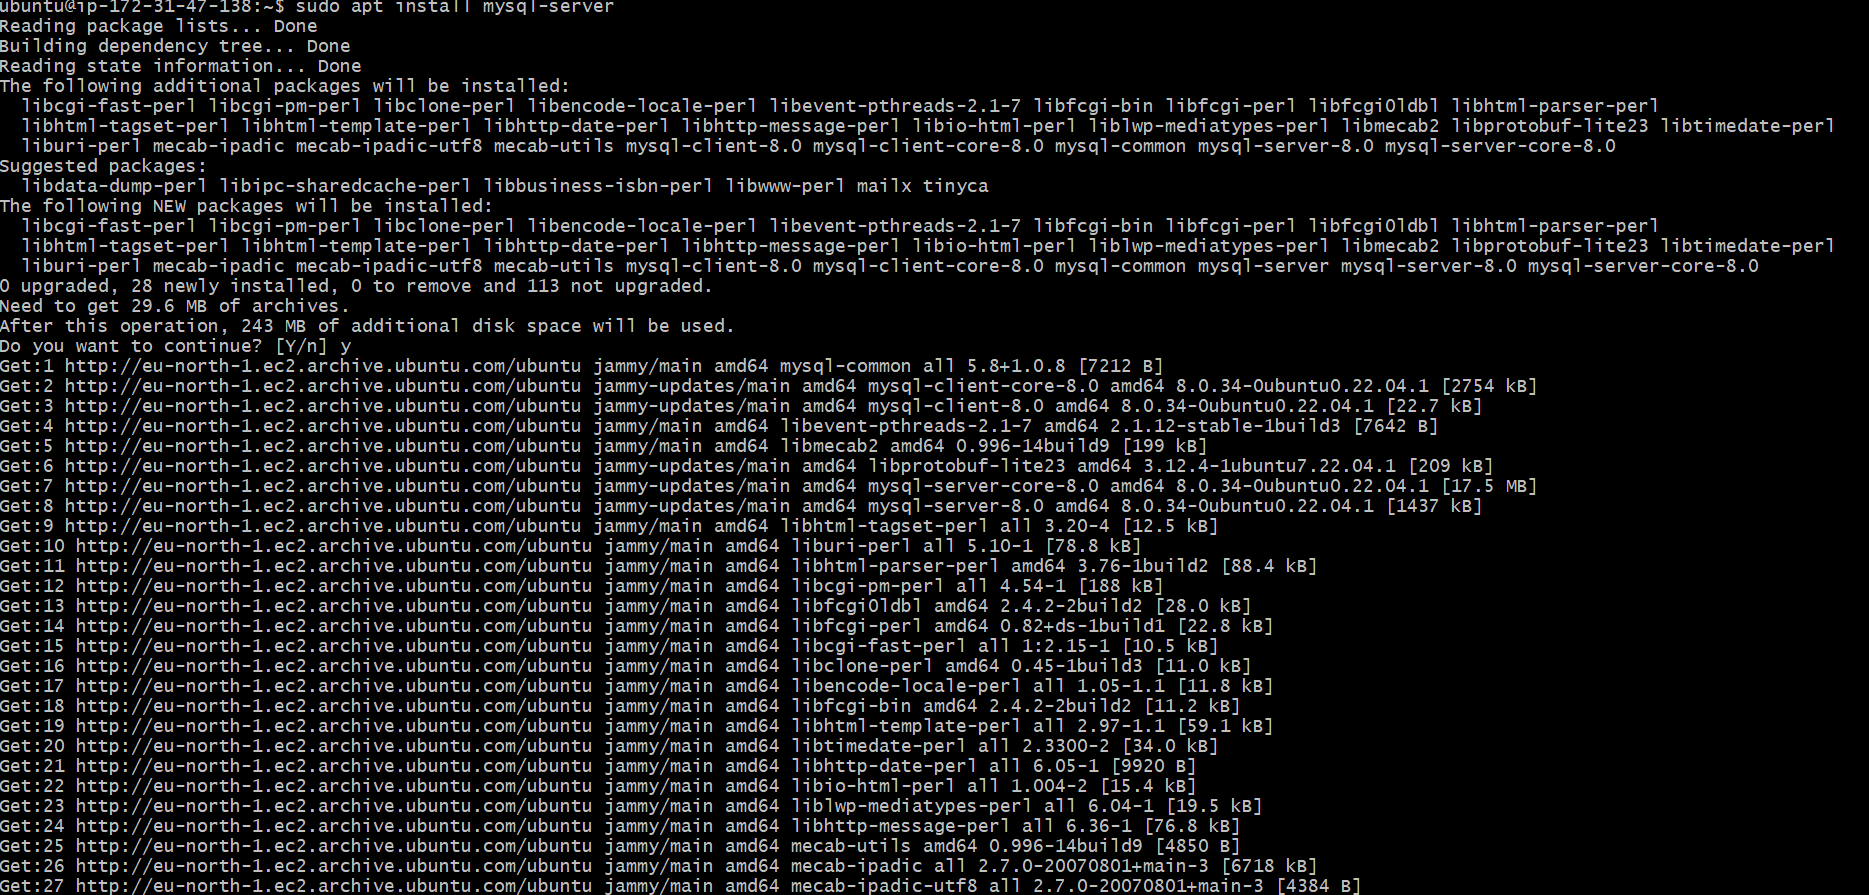 ubuntu@ip-172-31-47-138:~$ sudo apt install mysql-server
Reading package lists... Done
Building dependency tree... Done
Reading state information... Done
The following additional packages will be installed:
  libcgi-fast-perl libcgi-pm-perl libclone-perl libencode-locale-perl libevent-pthreads-2.1-7 libfcgi-bin libfcgi-perl libfcgi0ldbl libhtml-parser-perl
  libhtml-tagset-perl libhtml-template-perl libhttp-date-perl libhttp-message-perl libio-html-perl liblwp-mediatypes-perl libmecab2 libprotobuf-lite23 libtimedate-perl
  liburi-perl mecab-ipadic mecab-ipadic-utf8 mecab-utils mysql-client-8.0 mysql-client-core-8.0 mysql-common mysql-server-8.0 mysql-server-core-8.0
Suggested packages:
  libdata-dump-perl libipc-sharedcache-perl libbusiness-isbn-perl libwww-perl mailx tinyca
The following NEW packages will be installed:
  libcgi-fast-perl libcgi-pm-perl libclone-perl libencode-locale-perl libevent-pthreads-2.1-7 libfcgi-bin libfcgi-perl libfcgi0ldbl libhtml-parser-perl
  libhtml-tagset-perl libhtml-template-perl libhttp-date-perl libhttp-message-perl libio-html-perl liblwp-mediatypes-perl libmecab2 libprotobuf-lite23 libtimedate-perl
  liburi-perl mecab-ipadic mecab-ipadic-utf8 mecab-utils mysql-client-8.0 mysql-client-core-8.0 mysql-common mysql-server mysql-server-8.0 mysql-server-core-8.0
0 upgraded, 28 newly installed, 0 to remove and 113 not upgraded.
Need to get 29.6 MB of archives.
After this operation, 243 MB of additional disk space will be used.
Do you want to continue? [Y/n] y
Get:1 http://eu-north-1.ec2.archive.ubuntu.com/ubuntu jammy/main amd64 mysql-common all 5.8+1.0.8 [7212 B]
Get:2 http://eu-north-1.ec2.archive.ubuntu.com/ubuntu jammy-updates/main amd64 mysql-client-core-8.0 amd64 8.0.34-0ubuntu0.22.04.1 [2754 kB]
Get:3 http://eu-north-1.ec2.archive.ubuntu.com/ubuntu jammy-updates/main amd64 mysql-client-8.0 amd64 8.0.34-0ubuntu0.22.04.1 [22.7 kB]
Get:4 http://eu-north-1.ec2.archive.ubuntu.com/ubuntu jammy/main amd64 libevent-pthreads-2.1-7 amd64 2.1.12-stable-1build3 [7642 B]
Get:5 http://eu-north-1.ec2.archive.ubuntu.com/ubuntu jammy/main amd64 libmecab2 amd64 0.996-14build9 [199 kB]
Get:6 http://eu-north-1.ec2.archive.ubuntu.com/ubuntu jammy-updates/main amd64 libprotobuf-lite23 amd64 3.12.4-1ubuntu7.22.04.1 [209 kB]
Get:7 http://eu-north-1.ec2.archive.ubuntu.com/ubuntu jammy-updates/main amd64 mysql-server-core-8.0 amd64 8.0.34-0ubuntu0.22.04.1 [17.5 MB]
Get:8 http://eu-north-1.ec2.archive.ubuntu.com/ubuntu jammy-updates/main amd64 mysql-server-8.0 amd64 8.0.34-0ubuntu0.22.04.1 [1437 kB]
Get:9 http://eu-north-1.ec2.archive.ubuntu.com/ubuntu jammy/main amd64 libhtml-tagset-perl all 3.20-4 [12.5 kB]
Get:10 http://eu-north-1.ec2.archive.ubuntu.com/ubuntu jammy/main amd64 liburi-perl all 5.10-1 [78.8 kB]
Get:11 http://eu-north-1.ec2.archive.ubuntu.com/ubuntu jammy/main amd64 libhtml-parser-perl amd64 3.76-1build2 [88.4 kB]
Get:12 http://eu-north-1.ec2.archive.ubuntu.com/ubuntu jammy/main amd64 libcgi-pm-perl all 4.54-1 [188 kB]
Get:13 http://eu-north-1.ec2.archive.ubuntu.com/ubuntu jammy/main amd64 libfcgi0ldbl amd64 2.4.2-2build2 [28.0 kB]
Get:14 http://eu-north-1.ec2.archive.ubuntu.com/ubuntu jammy/main amd64 libfcgi-perl amd64 0.82+ds-1build1 [22.8 kB]
Get:15 http://eu-north-1.ec2.archive.ubuntu.com/ubuntu jammy/main amd64 libcgi-fast-perl all 1:2.15-1 [10.5 kB]
Get:16 http://eu-north-1.ec2.archive.ubuntu.com/ubuntu jammy/main amd64 libclone-perl amd64 0.45-1build3 [11.0 kB]
Get:17 http://eu-north-1.ec2.archive.ubuntu.com/ubuntu jammy/main amd64 libencode-locale-perl all 1.05-1.1 [11.8 kB]
Get:18 http://eu-north-1.ec2.archive.ubuntu.com/ubuntu jammy/main amd64 libfcgi-bin amd64 2.4.2-2build2 [11.2 kB]
Get:19 http://eu-north-1.ec2.archive.ubuntu.com/ubuntu jammy/main amd64 libhtml-template-perl all 2.97-1.1 [59.1 kB]
Get:20 http://eu-north-1.ec2.archive.ubuntu.com/ubuntu jammy/main amd64 libtimedate-perl all 2.3300-2 [34.0 kB]
Get:21 http://eu-north-1.ec2.archive.ubuntu.com/ubuntu jammy/main amd64 libhttp-date-perl all 6.05-1 [9920 B]
Get:22 http://eu-north-1.ec2.archive.ubuntu.com/ubuntu jammy/main amd64 libio-html-perl all 1.004-2 [15.4 kB]
Get:23 http://eu-north-1.ec2.archive.ubuntu.com/ubuntu jammy/main amd64 liblwp-mediatypes-perl all 6.04-1 [19.5 kB]
Get:24 http://eu-north-1.ec2.archive.ubuntu.com/ubuntu jammy/main amd64 libhttp-message-perl all 6.36-1 [76.8 kB]
Get:25 http://eu-north-1.ec2.archive.ubuntu.com/ubuntu jammy/main amd64 mecab-utils amd64 0.996-14build9 [4850 B]
Get:26 http://eu-north-1.ec2.archive.ubuntu.com/ubuntu jammy/main amd64 mecab-ipadic all 2.7.0-20070801+main-3 [6718 kB]
Get:27 http://eu-north-1.ec2.archive.ubuntu.com/ubuntu jammy/main amd64 mecab-ipadic-utf8 all 2.7.0-20070801+main-3 [4384 B]